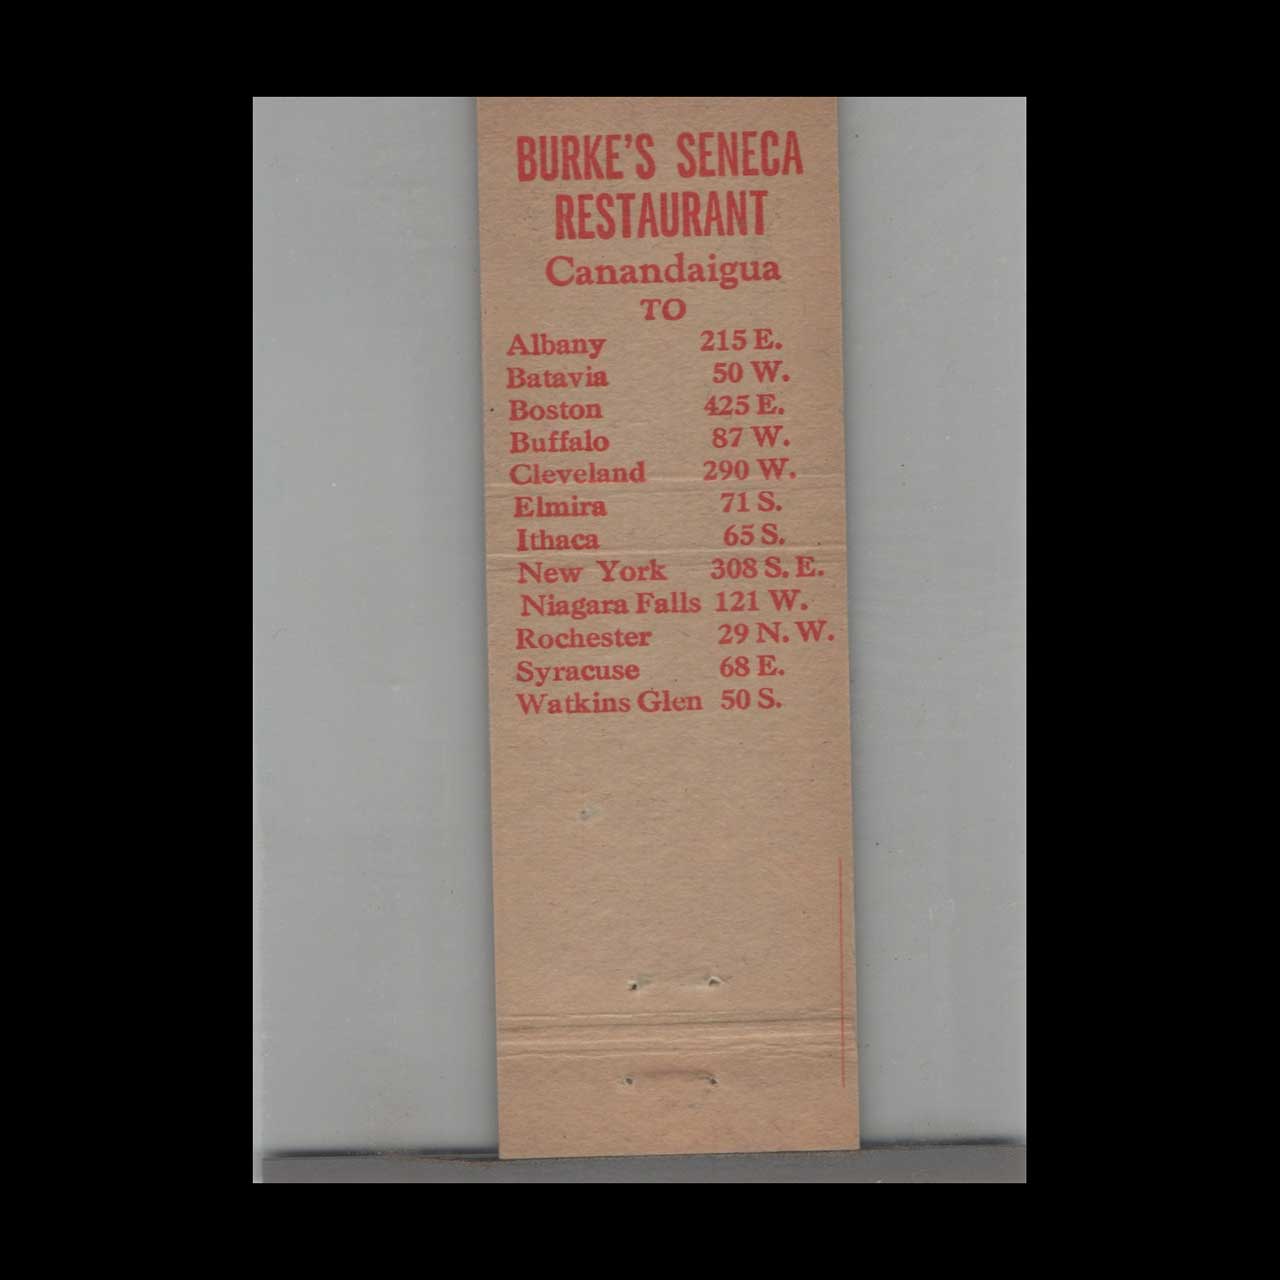 BURKE'S SENECA
RESTAURANT
Canandaigua
TO
Albany 215 E.
Batavia 50 W.
Boston 425 E.
Buffalo 87 W.
Cleveland 290 W.
Elmira 71 S.
Ithaca 65 S.
New York 308 S. E.
Niagara Falls 121 W.
Rochester 29 N. W.
Syracuse 68 E.
Watkins Glen 50 S.